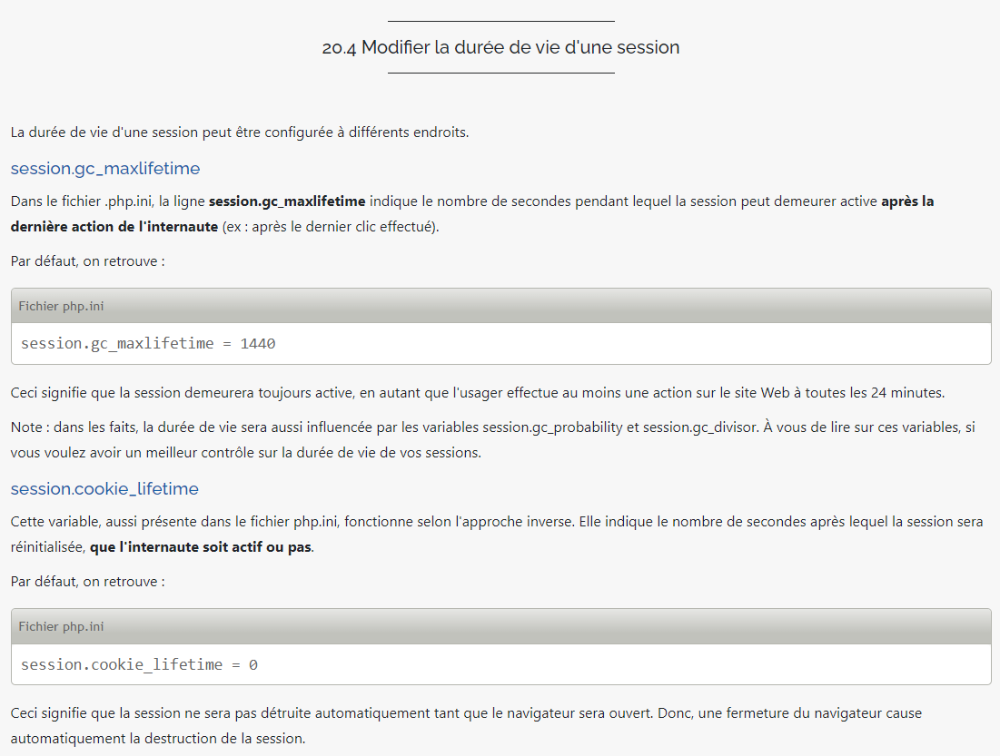 20.4 Modifier la durée de vie d'une session
La durée de vie d'une session peut être configurée à différents endroits.
session.gc_maxlifetime
Dans le fichier .php.ini, la ligne session.gc_maxlifetime indique le nombre de secondes pendant lequel la session peut demeurer active après la
dernière action de l'internaute (ex : après le dernier clic effectué).
Par défaut, on retrouve :
Fichier php.ini
session.gc_maxlifetime = 1440
Ceci signifie que la session demeurera toujours active, en autant que l'usager effectue au moins une action sur le site Web à toutes les 24 minutes.
Note : dans les faits, la durée de vie sera aussi influencée par les variables session.gc_probability et session.gc_divisor. À vous de lire sur ces variables, si
vous voulez avoir un meilleur contrôle sur la durée de vie de vos sessions.
session.cookie_lifetime
Cette variable, aussi présente dans le fichier php.ini, fonctionne selon l'approche inverse. Elle indique le nombre de secondes après lequel la session sera
réinitialisée, que l'internaute soit actif ou pas.
Par défaut, on retrouve :
Fichier php.ini
session.cookie_lifetime = 0
Ceci signifie que la session ne sera pas détruite automatiquement tant que le navigateur sera ouvert. Donc, une fermeture du navigateur cause
automatiquement la destruction de la session.